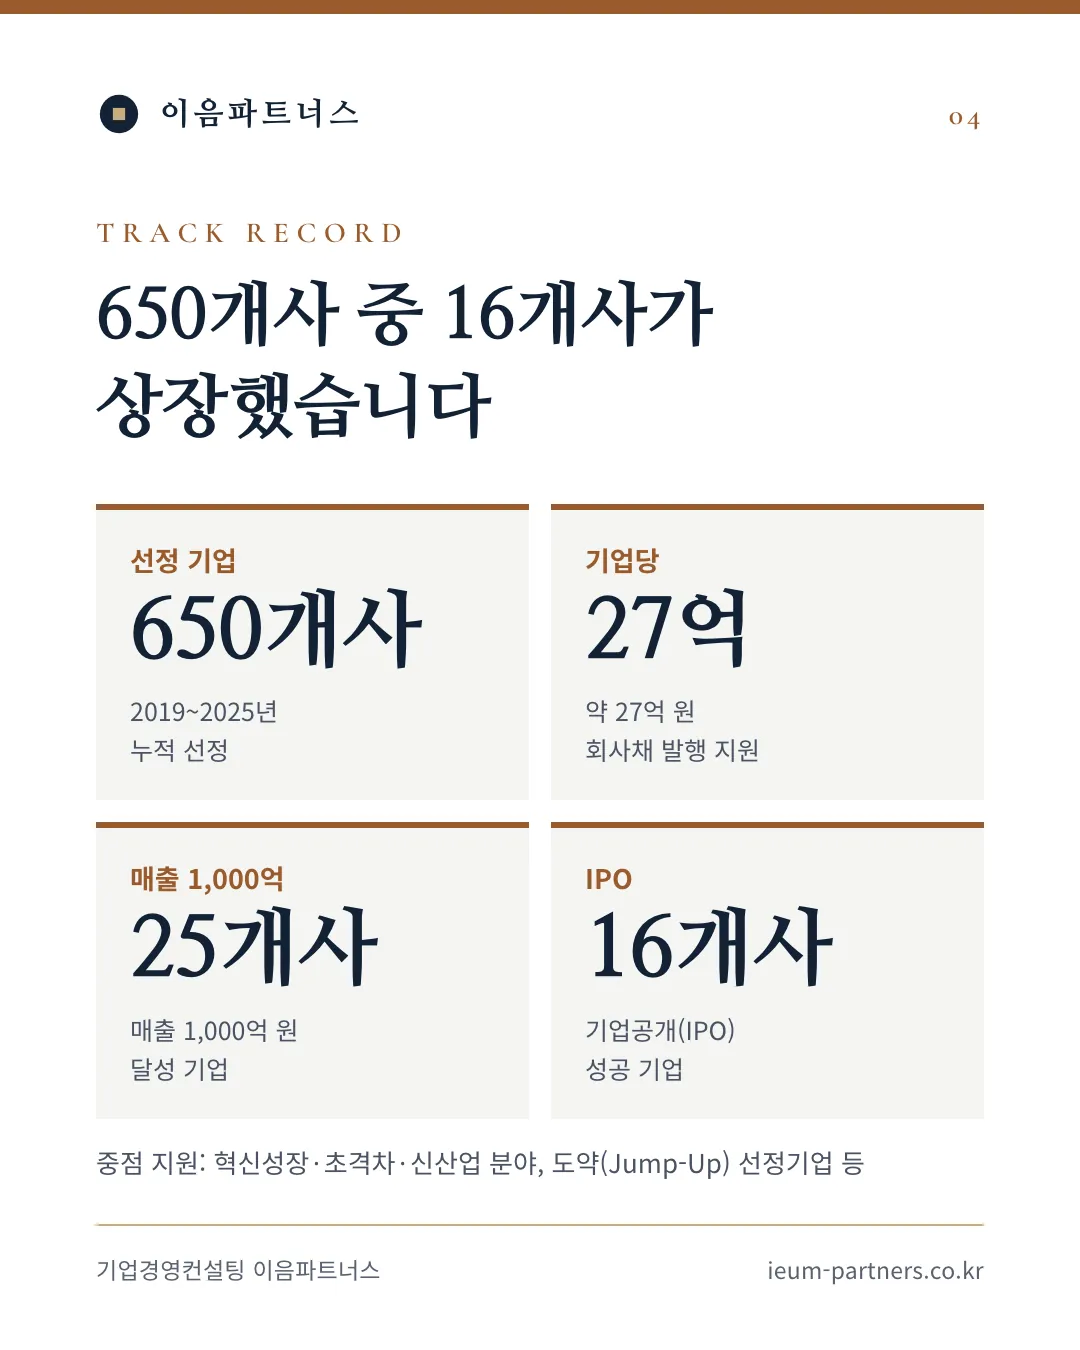 이음파트너스
04
TRACK RECORD
650개사 중 16개사가
상장했습니다
선정 기업
650개사
2019~2025년
누적 선정
기업당
27억
약 27억 원
회사채 발행 지원
매출 1,000억
25개사
매출 1,000억 원
달성 기업
IPO
16개사
기업공개(IPO)
성공 기업
중점 지원: 혁신성장·초격차·신산업 분야, 도약(Jump-Up) 선정기업 등
기업경영컨설팅 이음파트너스
ieum-partners.co.kr